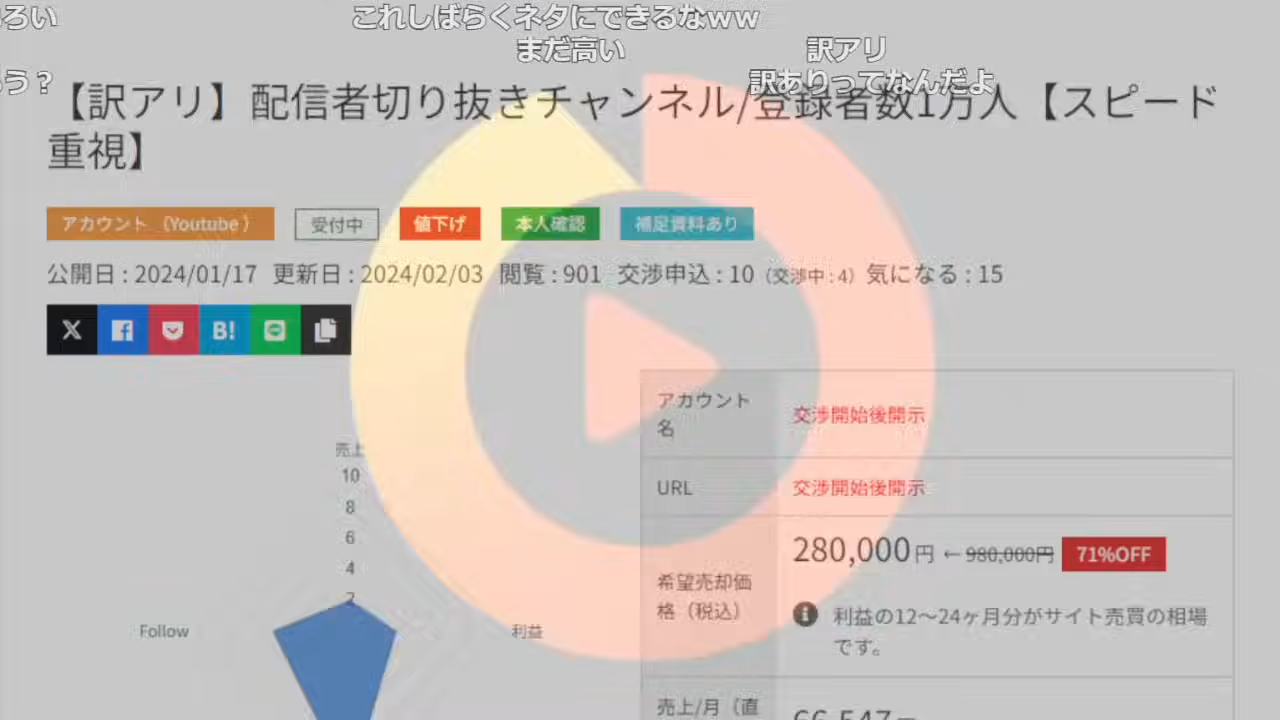 ろい
これしばらくネタにできるなww
まだ高い
訳アリ
う？
訳ありってなんだよ
【訳アリ】配信者切り抜きチャンネル/登録者数1万人【スピード
重視】
アカウント（Youtube）
受付中
値下げ
本人確認
補足資料あり
公開日 : 2024/01/17 更新日 : 2024/02/03 閲覧 : 901 交渉申込 : 10（交渉中 : 4）気になる : 15
B!
売上
10
8
6
4
2
Follow
利益
アカウント
名
交渉開始後開示
URL
交渉開始後開示
希望売却価
格（税込）
280,000円 ← 980,000円 71%OFF
利益の12～24ヶ月分がサイト売買の相場
です。
売上/月（直